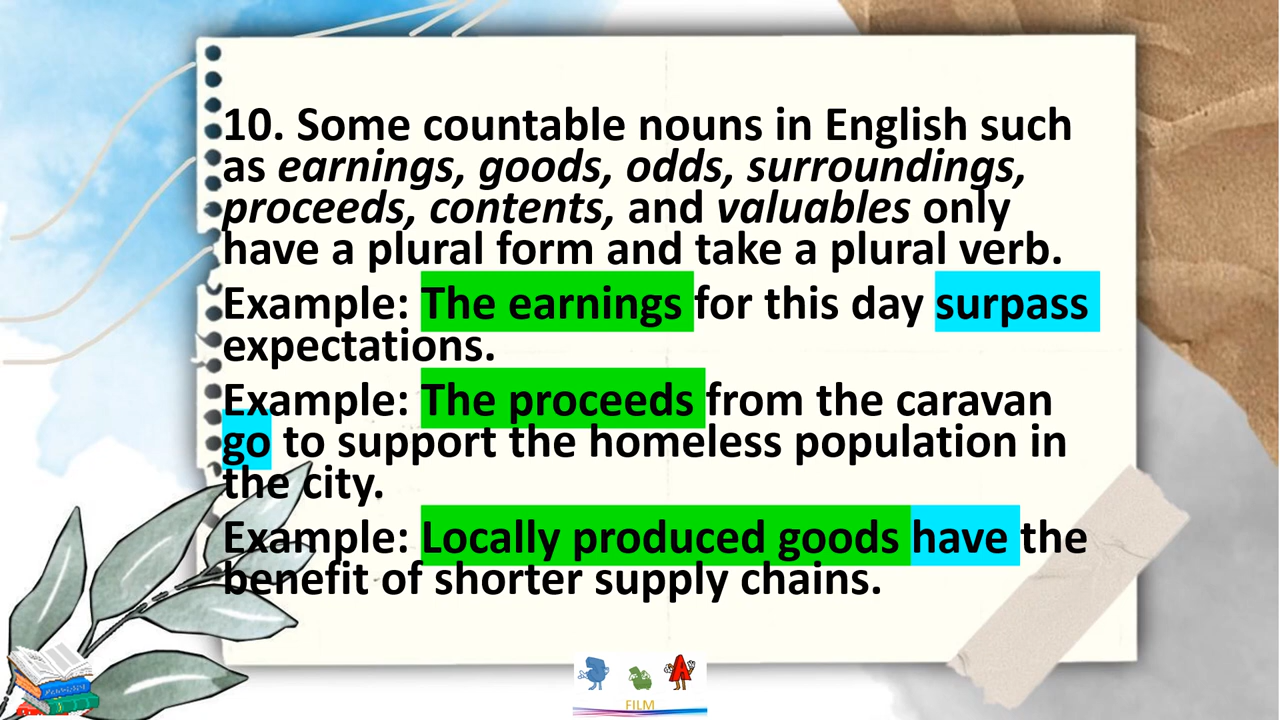 10. Some countable nouns in English such
as earnings, goods, odds, surroundings,
proceeds, contents, and valuables only
have a plural form and take a plural verb.
Example: The earnings for this day surpass
expectations.
Example: The proceeds from the caravan
go to support the homeless population in
the city.
Example: Locally produced goods have the
benefit of shorter supply chains.
FILM